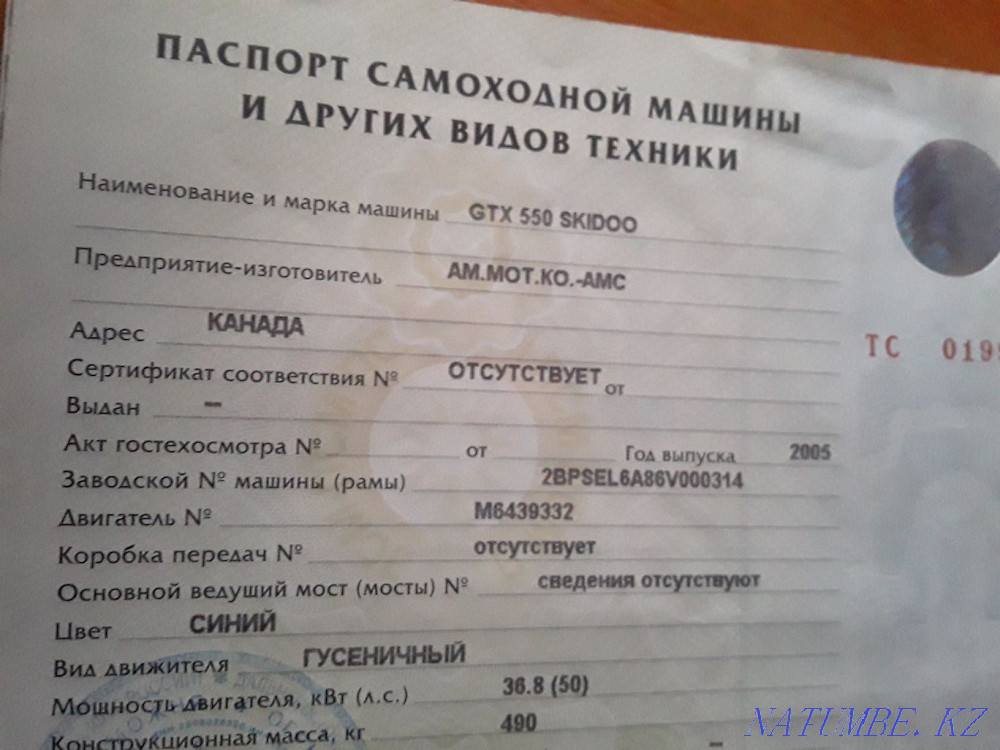 ПАСПОРТ САМОХОДНОЙ МАШИНЫ
И ДРУГИХ ВИДОВ ТЕХНИКИ
Наименование и марка машины GTX 550 SKIDOO
Предприятие-изготовитель АМ.МОТ.КО.-АМС
Адрес КАНАДА
ТС 019
Сертификат соответствия № ОТСУТСТВУЕТ от
Выдан –
Акт гостехосмотра № от Год выпуска 2005
Заводской № машины (рамы) 2BPSEL6A86V000314
Двигатель № M6439332
Коробка передач № отсутствует
Основной ведущий мост (мосты) № сведения отсутствуют
Цвет СИНИЙ
Вид движителя ГУСЕНИЧНЫЙ
Мощность двигателя, кВт (л.с.) 36.8 (50)
Конструкционная масса, кг 490
NATUMBE.KZ